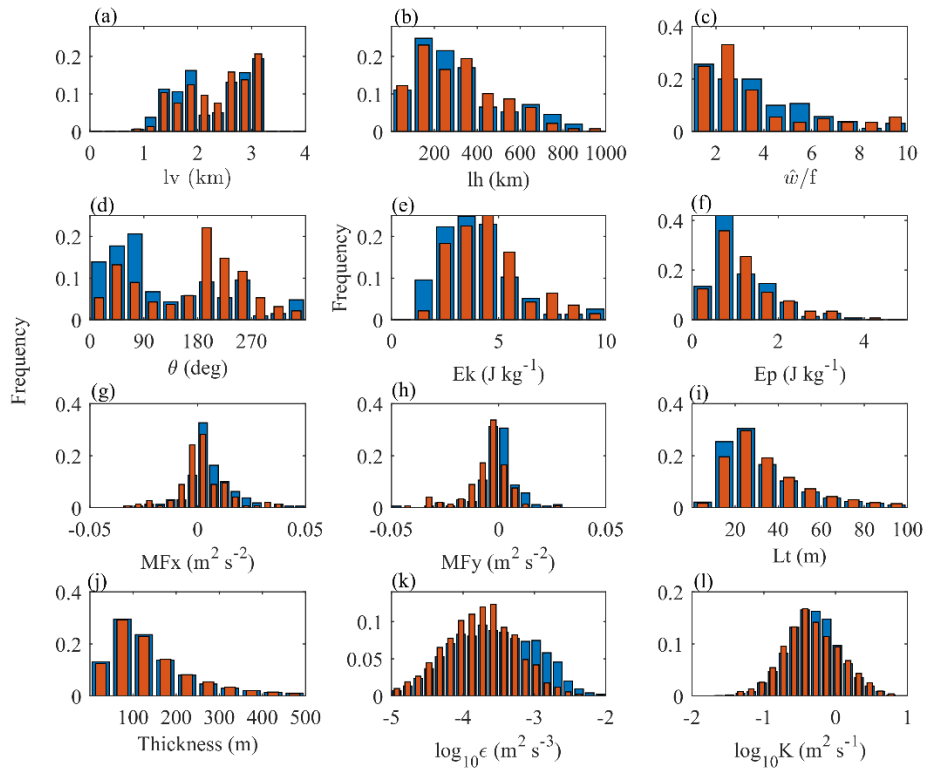 (a) (b) (c)
0.2 0.2 0.3
0.2
0.1 0.1 0.1
0 0 0
0 1 2 3 4 200 400 600 800 1000 2 4 6 8 10
lv (km) lh (km) ŵ/f
(d) (e) (f)
0.2 0.2 0.4
0.1 0.1 0.2
0 0 0
0 90 180 270 0 5 10 0 2 4
θ (deg) Ek (J kg⁻¹) Ep (J kg⁻¹)
Frequency
Frequency
(g) (h) (i)
0.4 0.4 0.4
0.2 0.2 0.2
0 0 0
-0.05 0 0.05 -0.05 0 0.05 20 40 60 80 100
MFx (m² s⁻²) MFy (m² s⁻²) Lt (m)
(j) (k) (l)
0.4 0.1 0.2
0.2 0.05 0.1
0 0 0
100 200 300 400 500 -5 -4 -3 -2 -2 -1 0 1
Thickness (m) log₁₀ϵ (m² s⁻³) log₁₀K (m² s⁻¹)